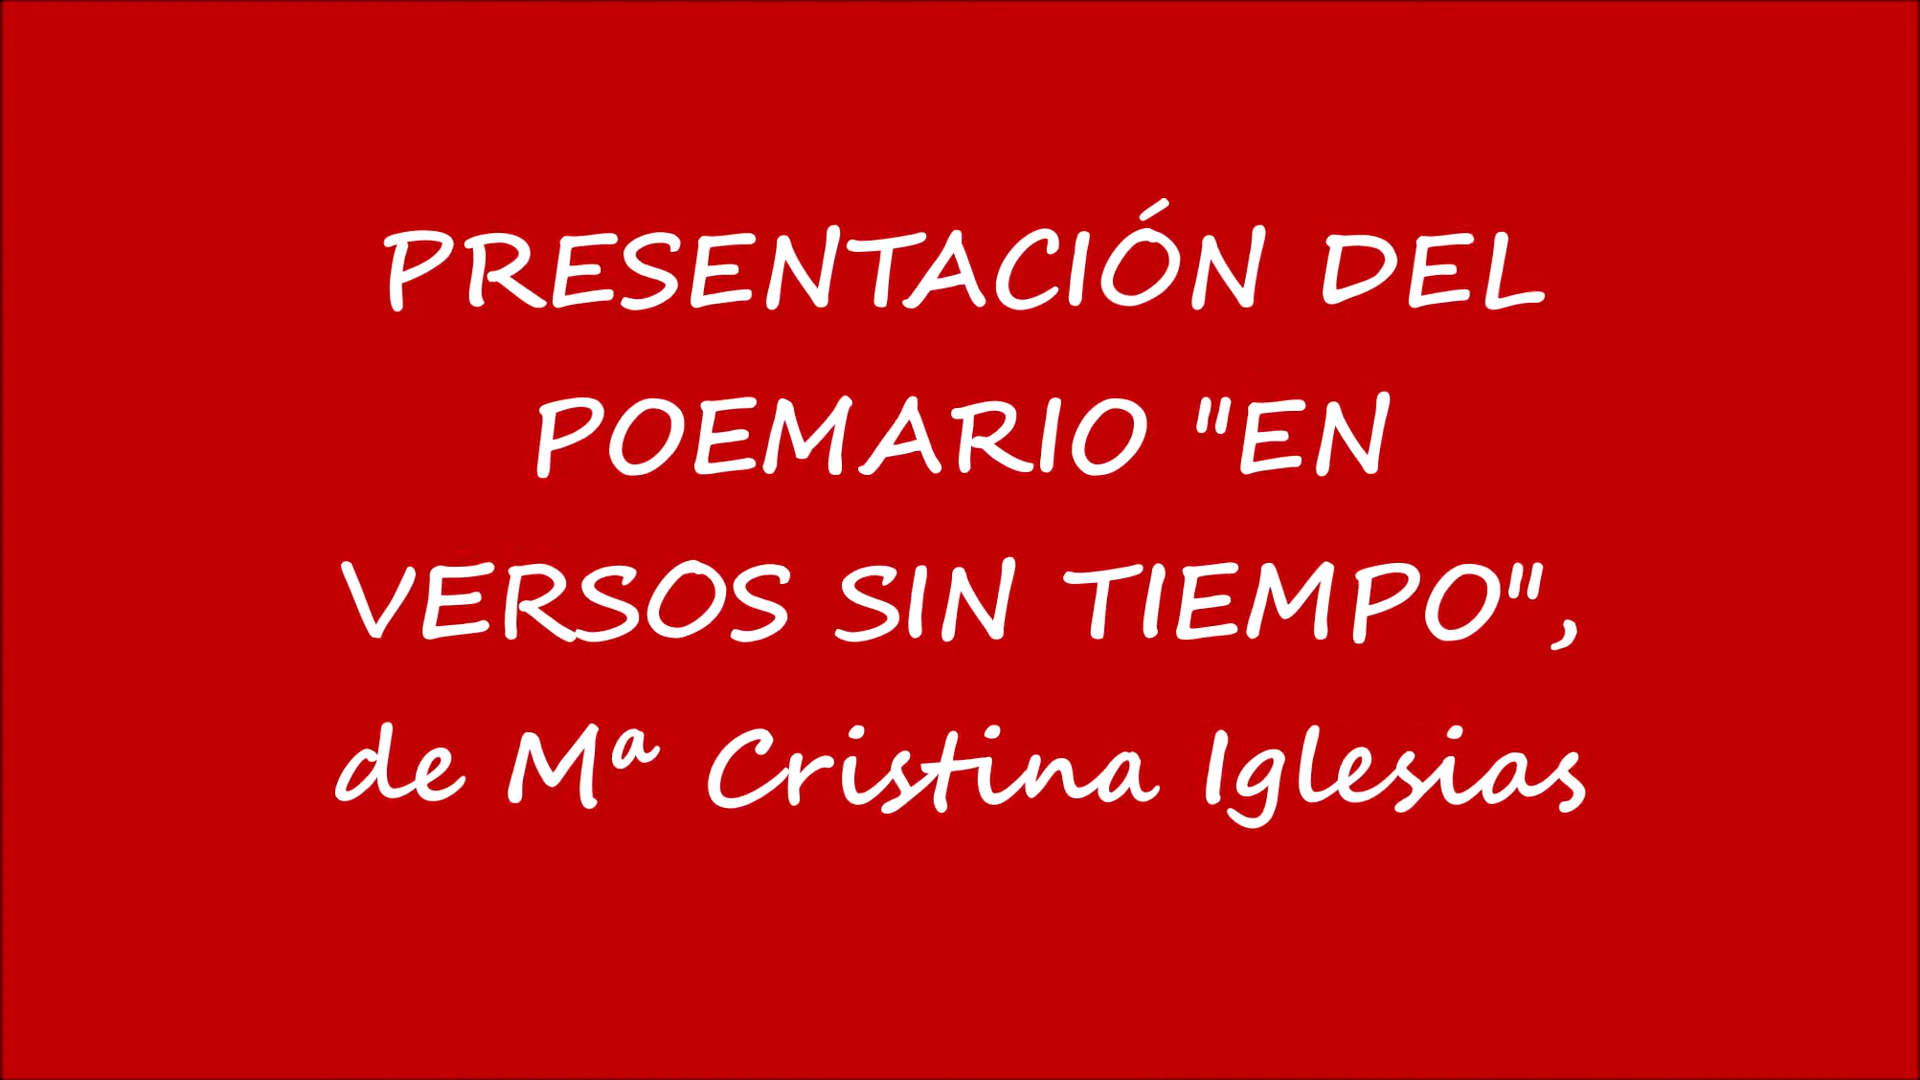 PRESENTACIÓN DEL
POEMARIO "EN
VERSOS SIN TIEMPO",
de Mª Cristina Iglesias